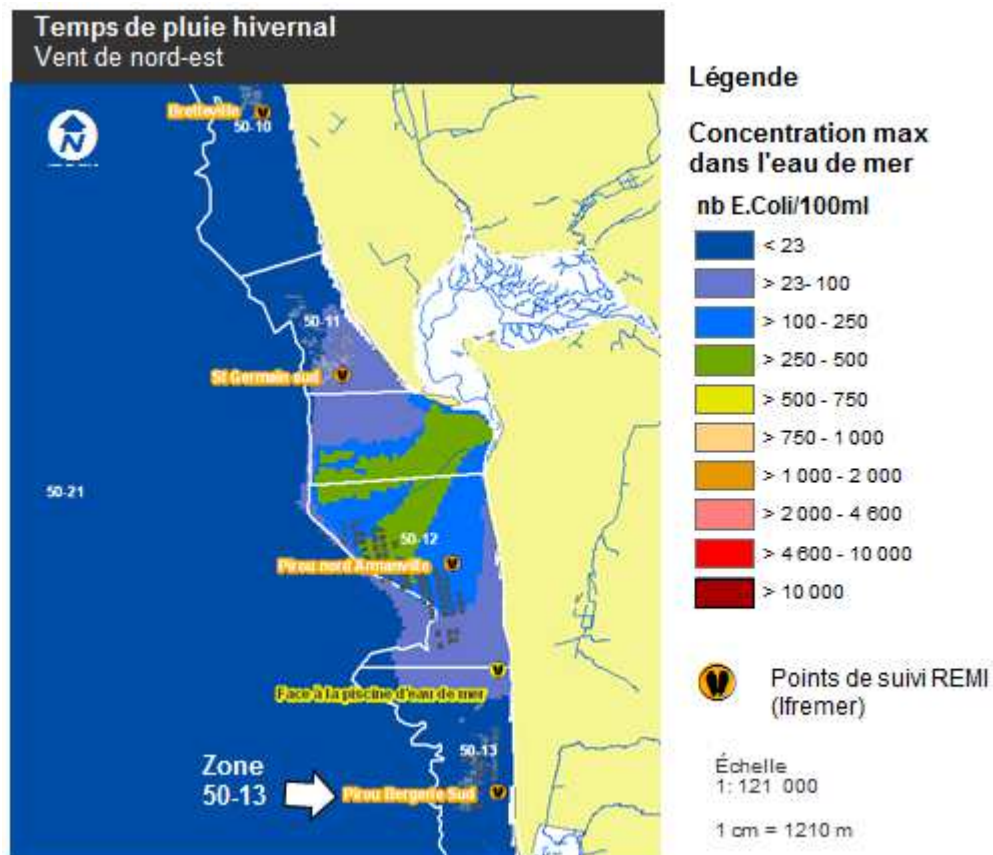 Temps de pluie hivernal
Vent de nord-est
N
Bretteville
50-10
50-11
St Germain sud
50-21
50-12
Pirou nord Armanville
Face à la piscine d'eau de mer
50-13
Zone
50-13
Pirou Bergerie Sud
Légende
Concentration max
dans l'eau de mer
nb E.Coli/100ml
< 23
> 23- 100
> 100 - 250
> 250 - 500
> 500 - 750
> 750 - 1 000
> 1 000 - 2 000
> 2 000 - 4 600
> 4 600 - 10 000
> 10 000
Points de suivi REMI
(Ifremer)
Échelle
1: 121 000
1 cm = 1210 m